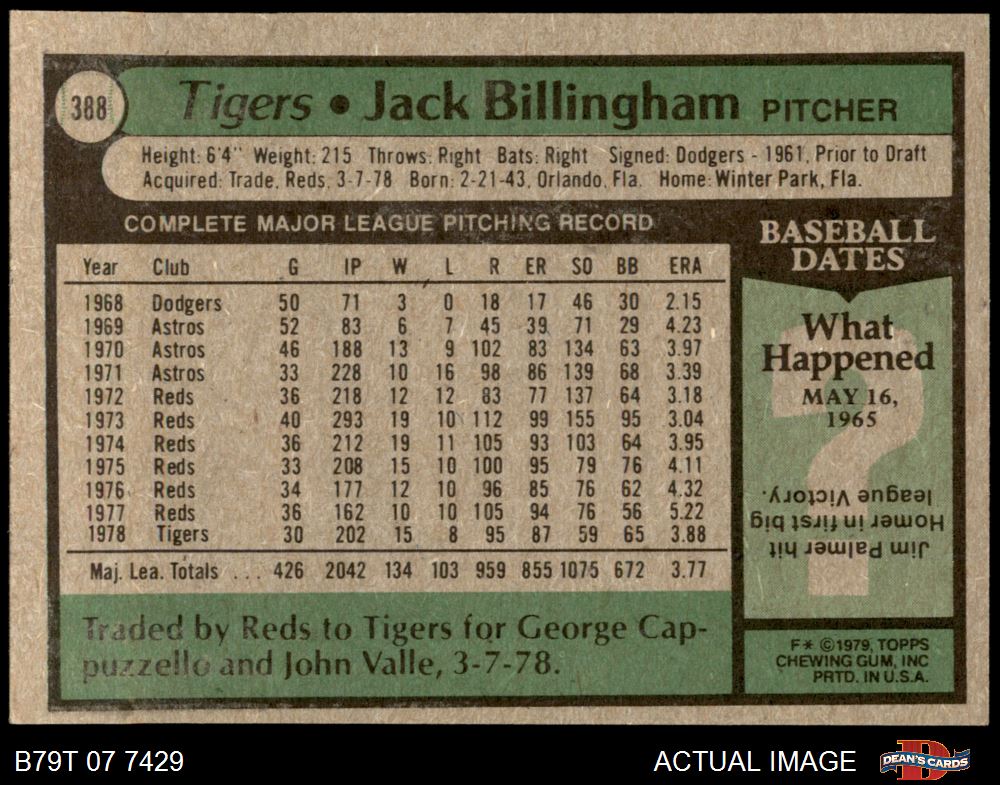 388
Tigers • Jack Billingham PITCHER
Height: 6'4" Weight: 215 Throws: Right Bats: Right Signed: Dodgers - 1961, Prior to Draft
Acquired: Trade, Reds, 3-7-78 Born: 2-21-43, Orlando, Fla. Home: Winter Park, Fla.
COMPLETE MAJOR LEAGUE PITCHING RECORD
Year Club G IP W L R ER SO BB ERA
1968 Dodgers 50 71 3 0 18 17 46 30 2.15
1969 Astros 52 83 6 7 45 39 71 29 4.23
1970 Astros 46 188 13 9 102 83 134 63 3.97
1971 Astros 33 228 10 16 98 86 139 68 3.39
1972 Reds 36 218 12 12 83 77 137 64 3.18
1973 Reds 40 293 19 10 112 99 155 95 3.04
1974 Reds 36 212 19 11 105 93 103 64 3.95
1975 Reds 33 208 15 10 100 95 79 76 4.11
1976 Reds 34 177 12 10 96 85 76 62 4.32
1977 Reds 36 162 10 10 105 94 76 56 5.22
1978 Tigers 30 202 15 8 95 87 59 65 3.88
Maj. Lea. Totals ... 426 2042 134 103 959 855 1075 672 3.77
Traded by Reds to Tigers for George Cap-
puzzello and John Valle, 3-7-78.
BASEBALL
DATES
What
Happened
MAY 16,
1965
?
Jim Palmer hit
Homer in first big
league Victory.
F* ©1979, TOPPS
CHEWING GUM, INC
PRTD. IN U.S.A.
B79T 07 7429
ACTUAL IMAGE
D
DEAN'S CARDS